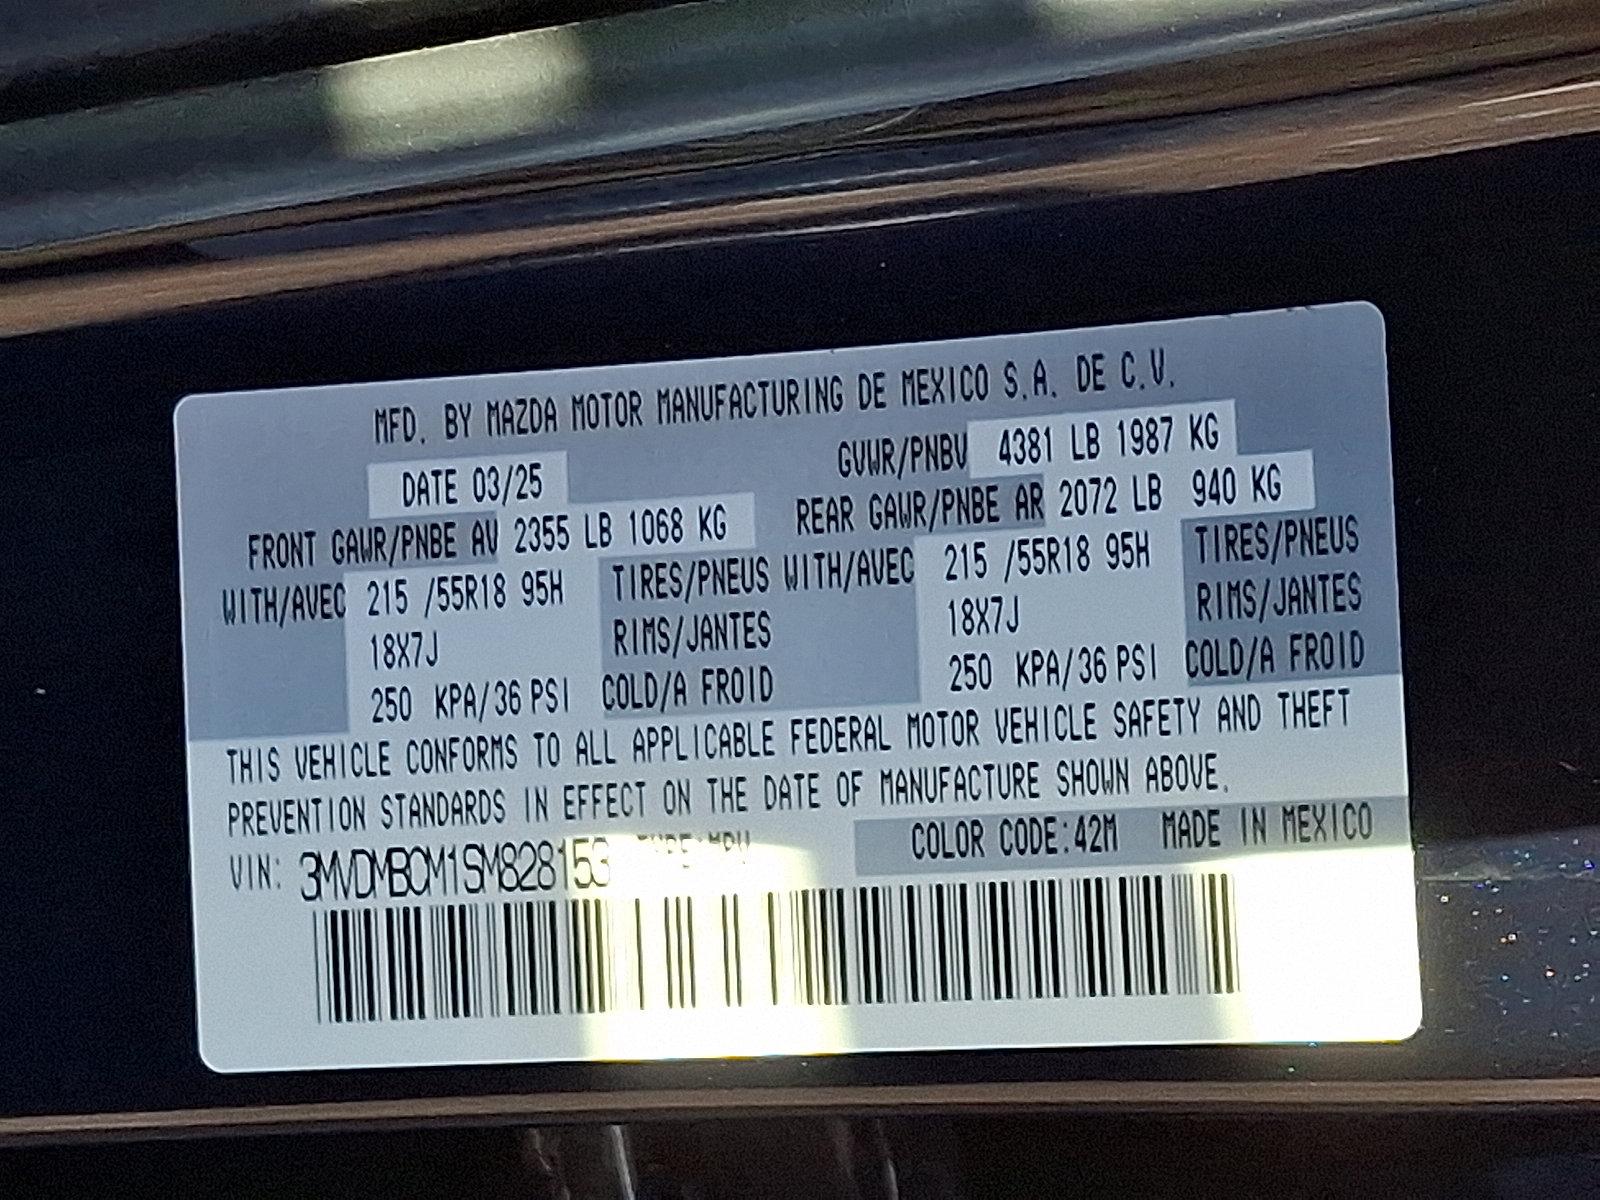 MFD. BY MAZDA MOTOR MANUFACTURING DE MEXICO S.A. DE C.V.
DATE 03/25 GVWR/PNBV 4381 LB 1987 KG
FRONT GAWR/PNBE AV 2355 LB 1068 KG REAR GAWR/PNBE AR 2072 LB 940 KG
WITH/AVEC 215 /55R18 95H TIRES/PNEUS WITH/AVEC 215 /55R18 95H TIRES/PNEUS
18X7J RIMS/JANTES 18X7J RIMS/JANTES
250 KPA/36 PSI COLD/A FROID 250 KPA/36 PSI COLD/A FROID
THIS VEHICLE CONFORMS TO ALL APPLICABLE FEDERAL MOTOR VEHICLE SAFETY AND THEFT
PREVENTION STANDARDS IN EFFECT ON THE DATE OF MANUFACTURE SHOWN ABOVE.
VIN: 3MVDMBCM1SM828153 TYPE:MPV COLOR CODE:42M MADE IN MEXICO